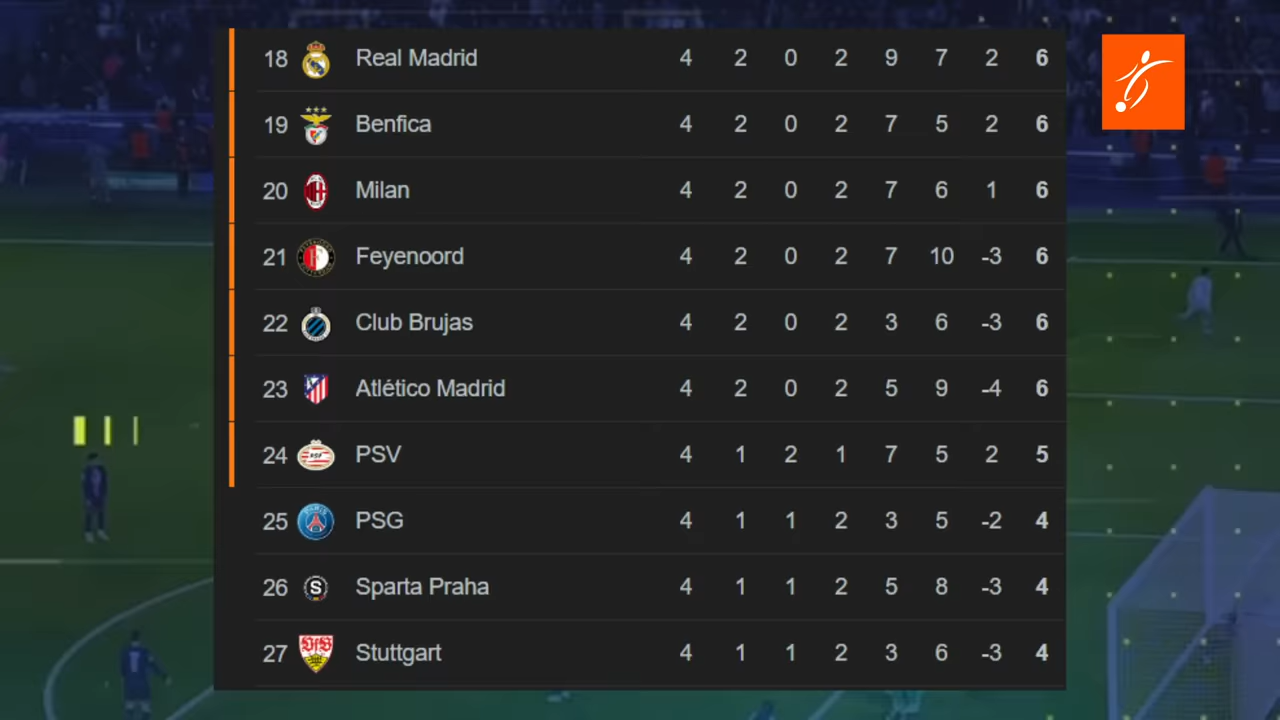 18 Real Madrid 4 2 0 2 9 7 2 6
19 Benfica 4 2 0 2 7 5 2 6
20 Milan 4 2 0 2 7 6 1 6
21 Feyenoord 4 2 0 2 7 10 -3 6
22 Club Brujas 4 2 0 2 3 6 -3 6
23 Atlético Madrid 4 2 0 2 5 9 -4 6
24 PSV 4 1 2 1 7 5 2 5
25 PSG 4 1 1 2 3 5 -2 4
26 Sparta Praha 4 1 1 2 5 8 -3 4
27 Stuttgart 4 1 1 2 3 6 -3 4